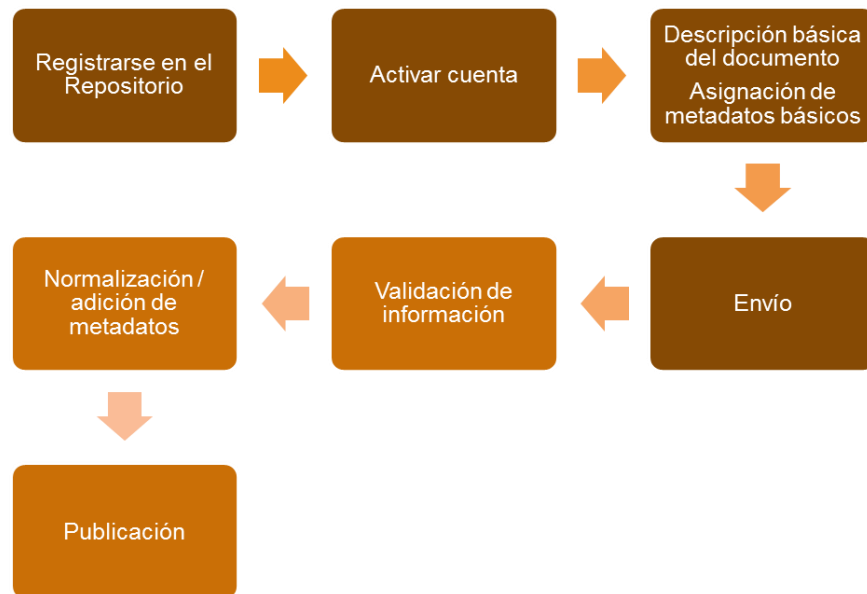 Registrarse en el
Repositorio
Activar cuenta
Descripción básica
del documento
Asignación de
metadatos básicos
Envío
Validación de
información
Normalización /
adición de
metadatos
Publicación